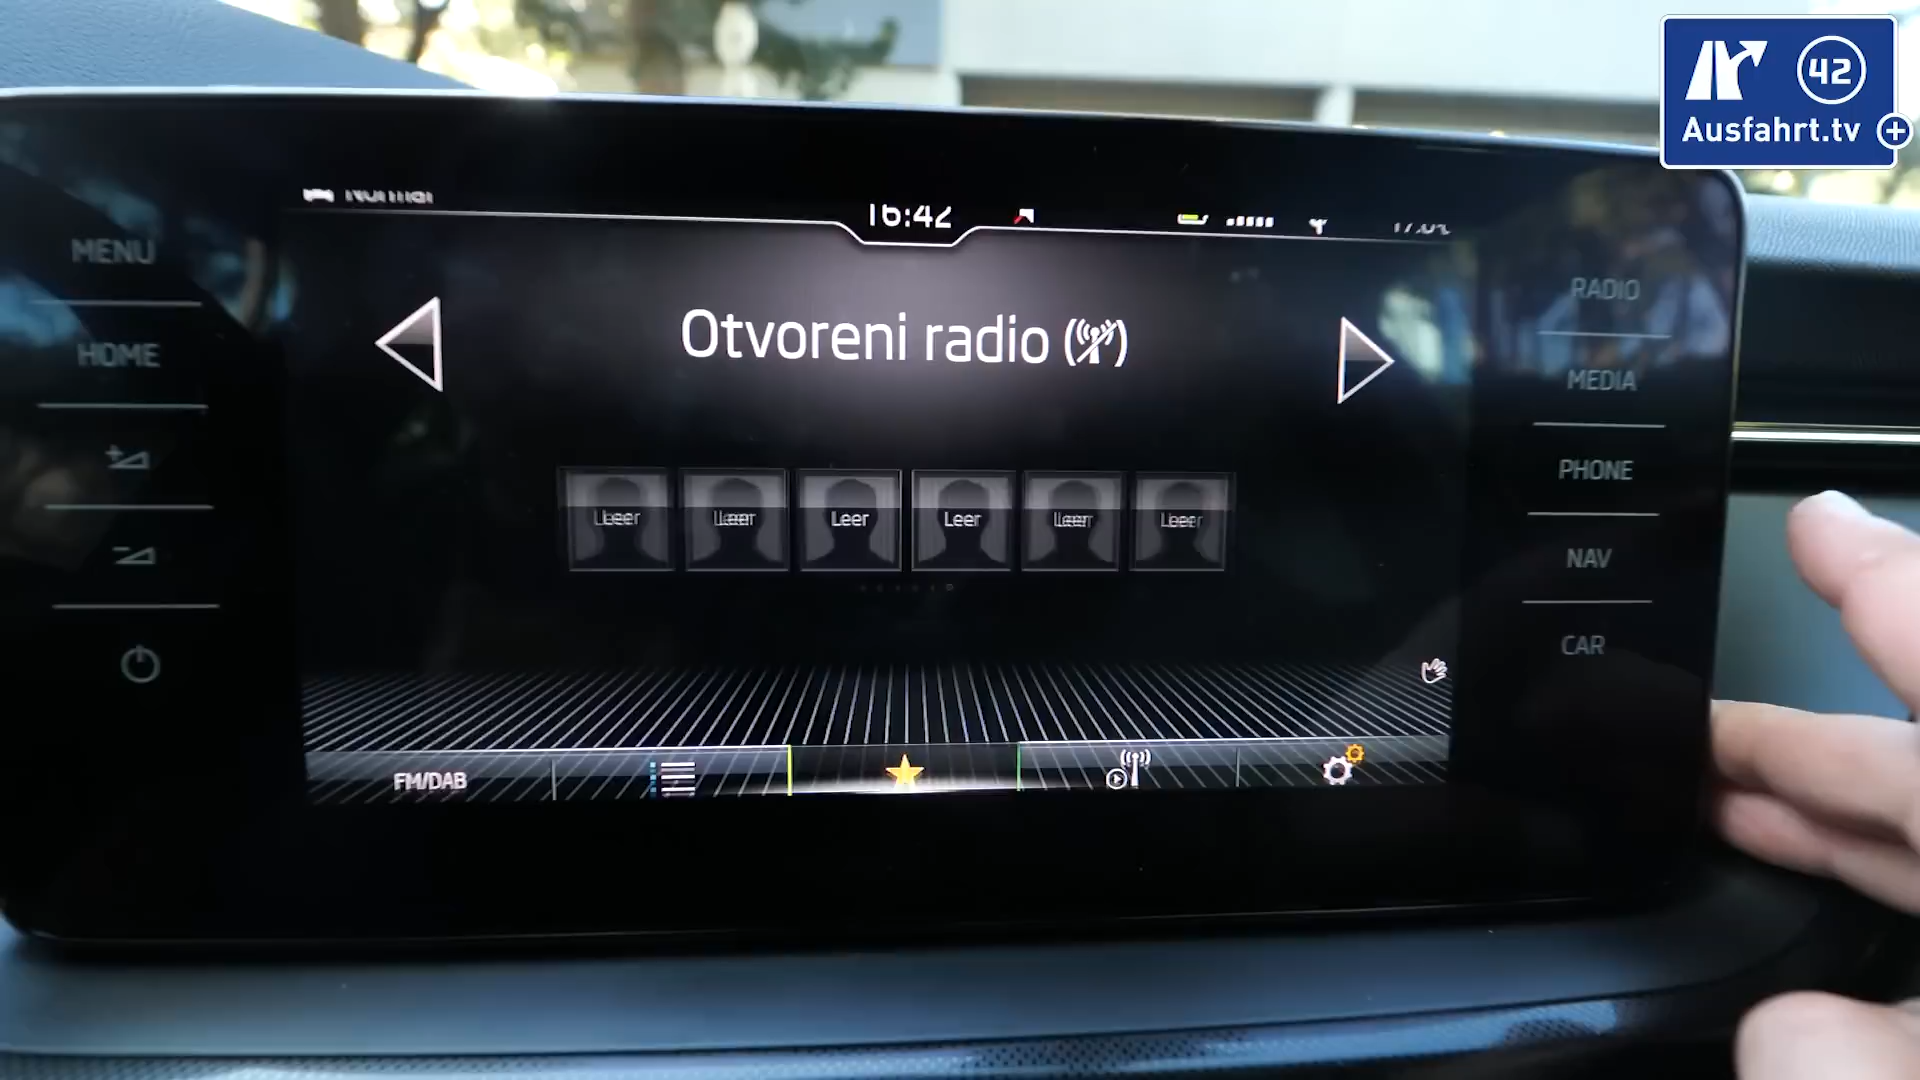 42
Ausfahrt.tv
Normal
16:42
MENU
HOME
RADIO
MEDIA
PHONE
NAV
CAR
Otvoreni radio
Leer
Leer
Leer
Leer
Leer
Leer
FM/DAB